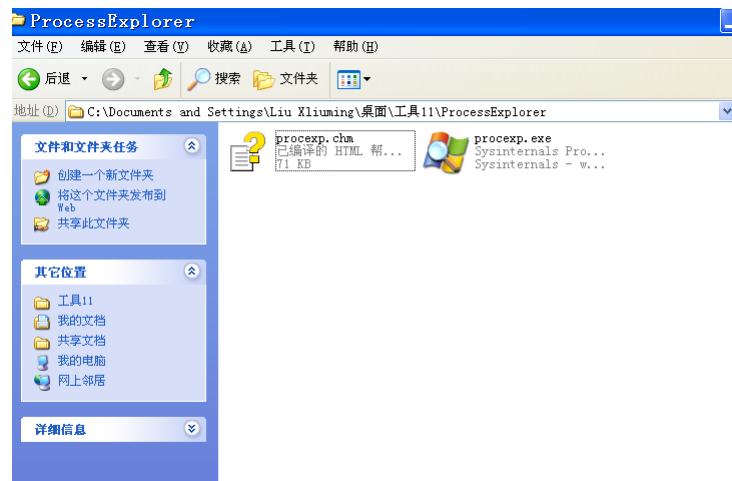 ProcessExplorer
文件(F) 编辑(E) 查看(V) 收藏(A) 工具(T) 帮助(H)
后退 搜索 文件夹
地址(D) C:\Documents and Settings\Liu Xliuming\桌面\工具11\ProcessExplorer
文件和文件夹任务
创建一个新文件夹
将这个文件夹发布到
Web
共享此文件夹
其它位置
工具11
我的文档
共享文档
我的电脑
网上邻居
详细信息
procexp.chm
已编译的 HTML 帮...
71 KB
procexp.exe
Sysinternals Pro...
Sysinternals - w...